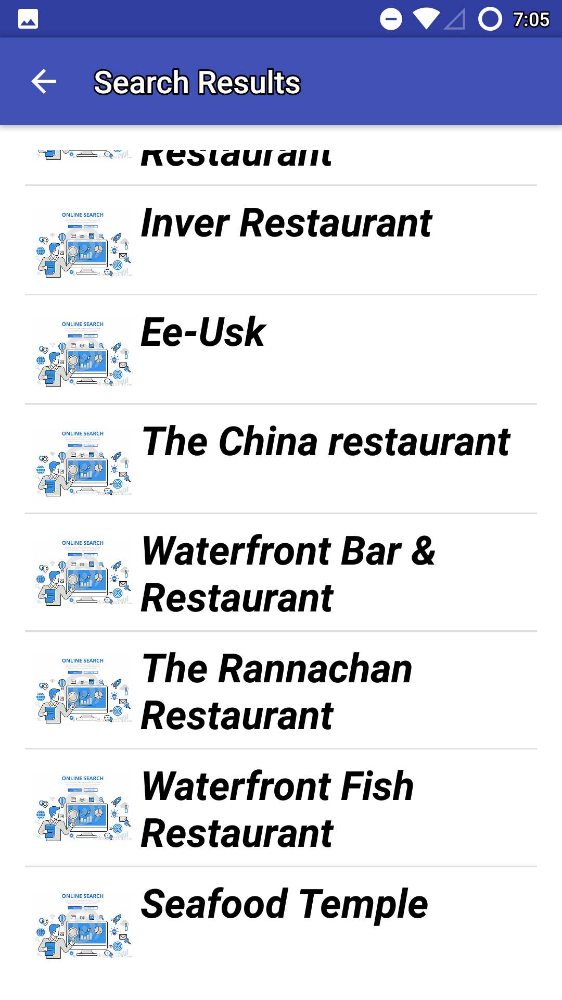 7:05
Search Results
Restaurant
ONLINE SEARCH
Inver Restaurant
ONLINE SEARCH
Ee-Usk
ONLINE SEARCH
The China restaurant
ONLINE SEARCH
Waterfront Bar &
Restaurant
ONLINE SEARCH
The Rannachan
Restaurant
ONLINE SEARCH
Waterfront Fish
Restaurant
ONLINE SEARCH
Seafood Temple